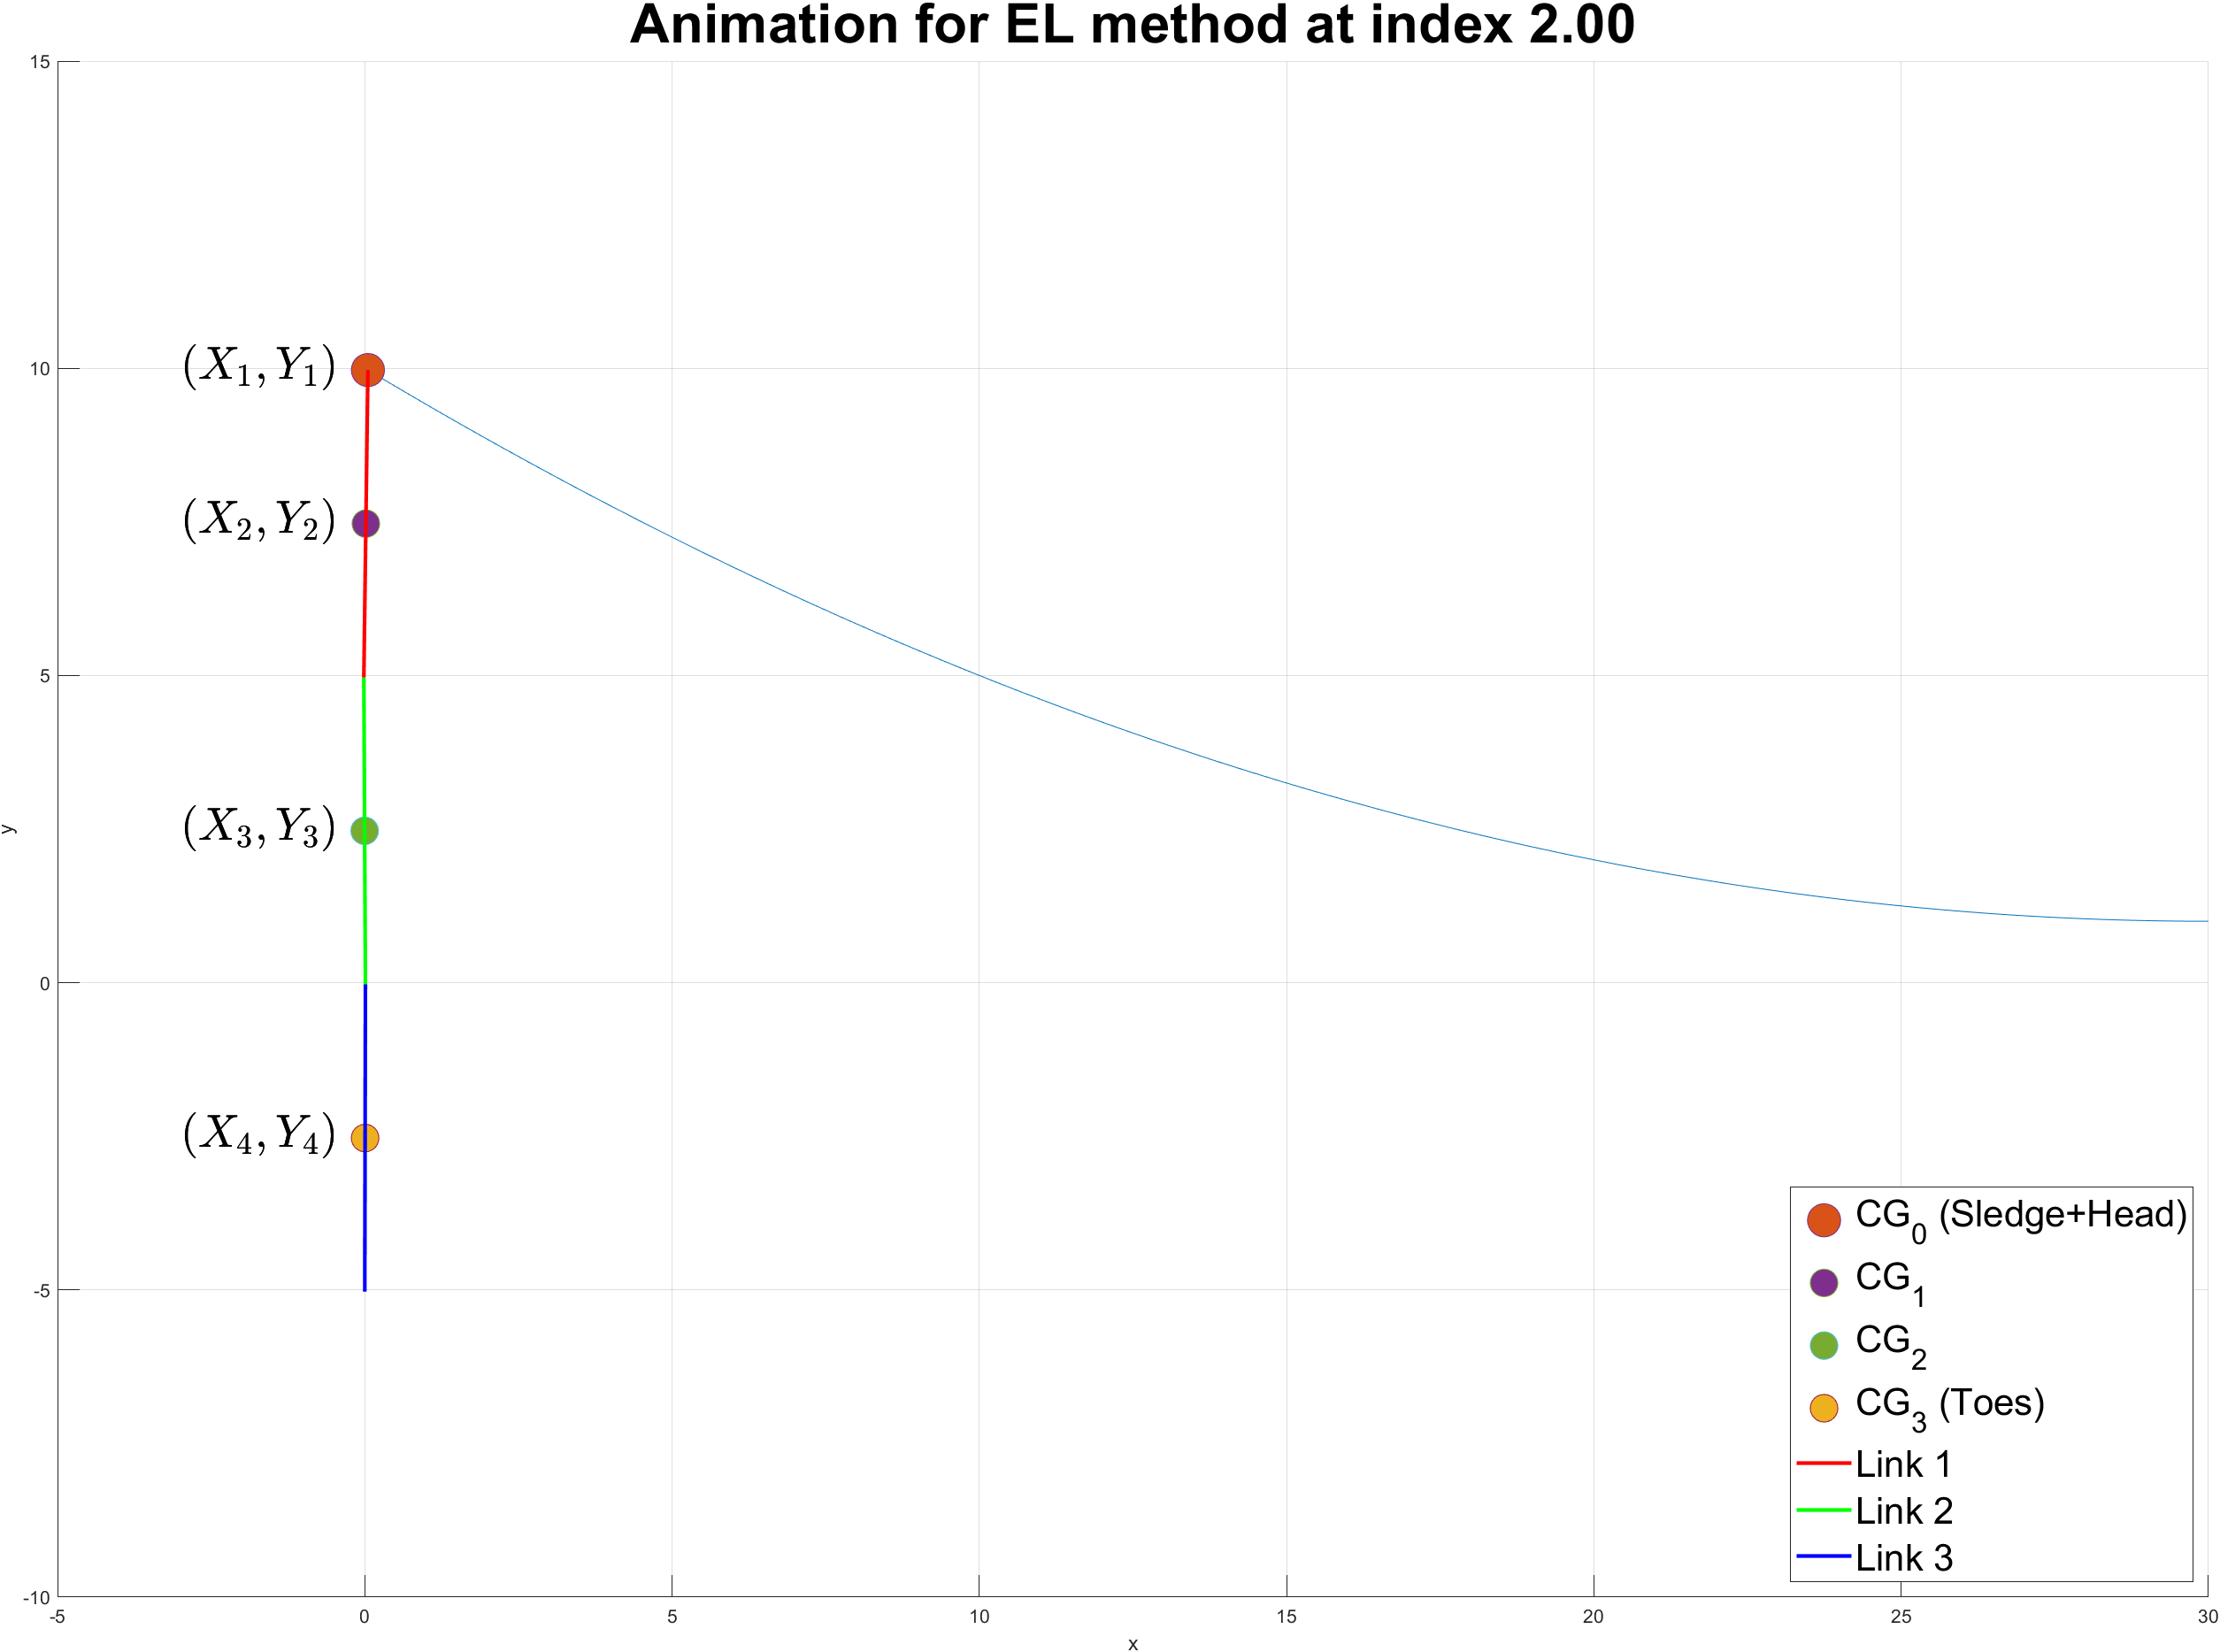 Animation for EL method at index 2.00
15
10
5
0
-5
-10
y
(X₁, Y₁)
(X₂, Y₂)
(X₃, Y₃)
(X₄, Y₄)
CG₀ (Sledge+Head)
CG₁
CG₂
CG₃ (Toes)
Link 1
Link 2
Link 3
-5 0 5 10 15 20 25 30
x